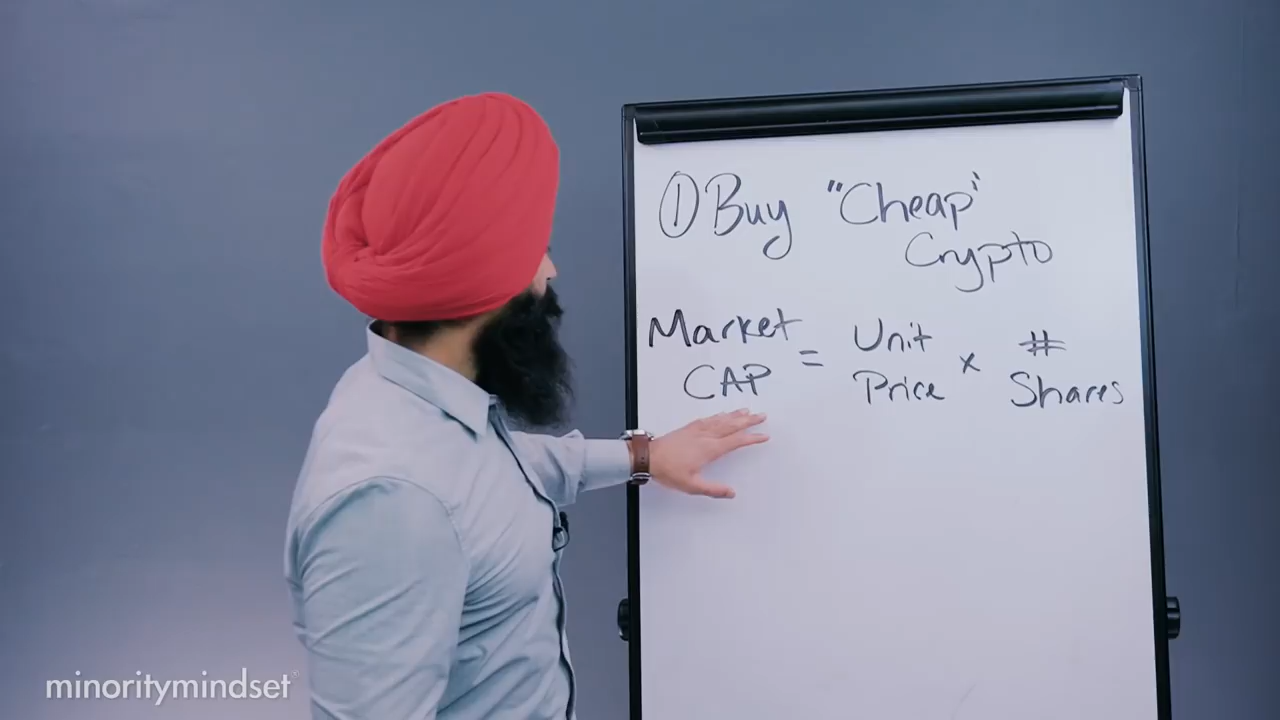 ① Buy "Cheap"
Crypto
Market CAP = Unit Price x # Shares
minoritymindset